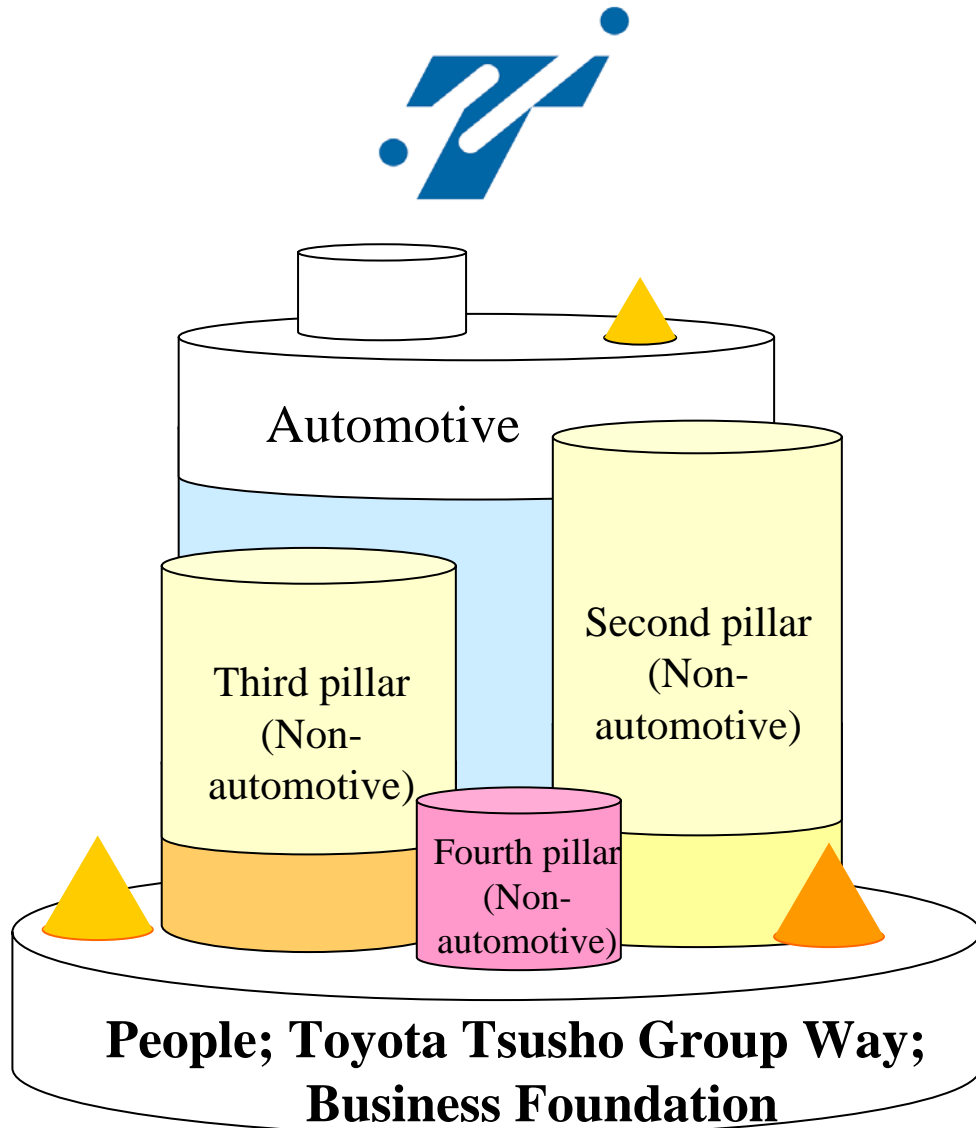 Automotive
Second pillar
(Non-
automotive)
Third pillar
(Non-
automotive)
Fourth pillar
(Non-
automotive)
People; Toyota Tsusho Group Way;
Business Foundation